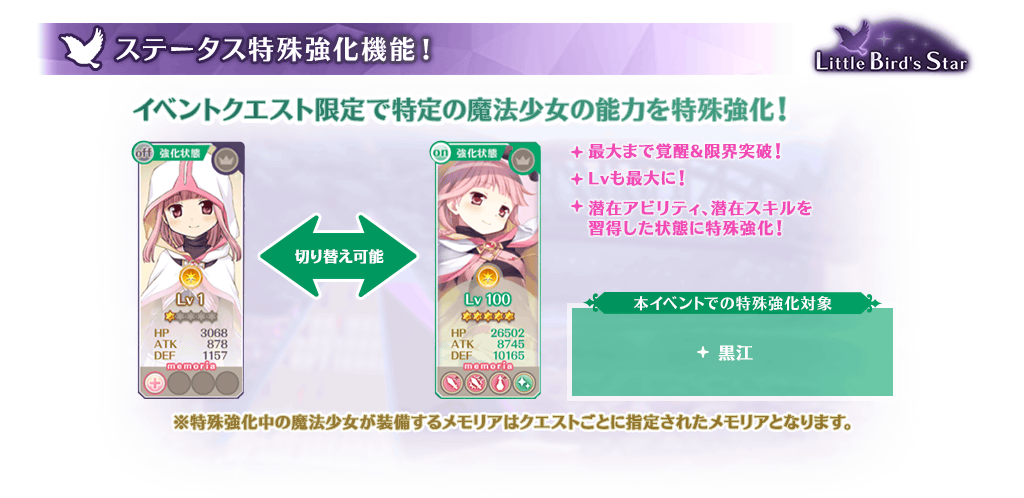 ステータス特殊強化機能！
Little Bird's Star
イベントクエスト限定で特定の魔法少女の能力を特殊強化！
off 強化状態
Lv 1
HP 3068
ATK 878
DEF 1157
memoria
切り替え可能
on 強化状態
Lv 100
HP 26502
ATK 8745
DEF 10165
memoria
最大まで覚醒&限界突破！
Lvも最大に！
潜在アビリティ、潜在スキルを
習得した状態に特殊強化！
本イベントでの特殊強化対象
黒江
※特殊強化中の魔法少女が装備するメモリアはクエストごとに指定されたメモリアとなります。